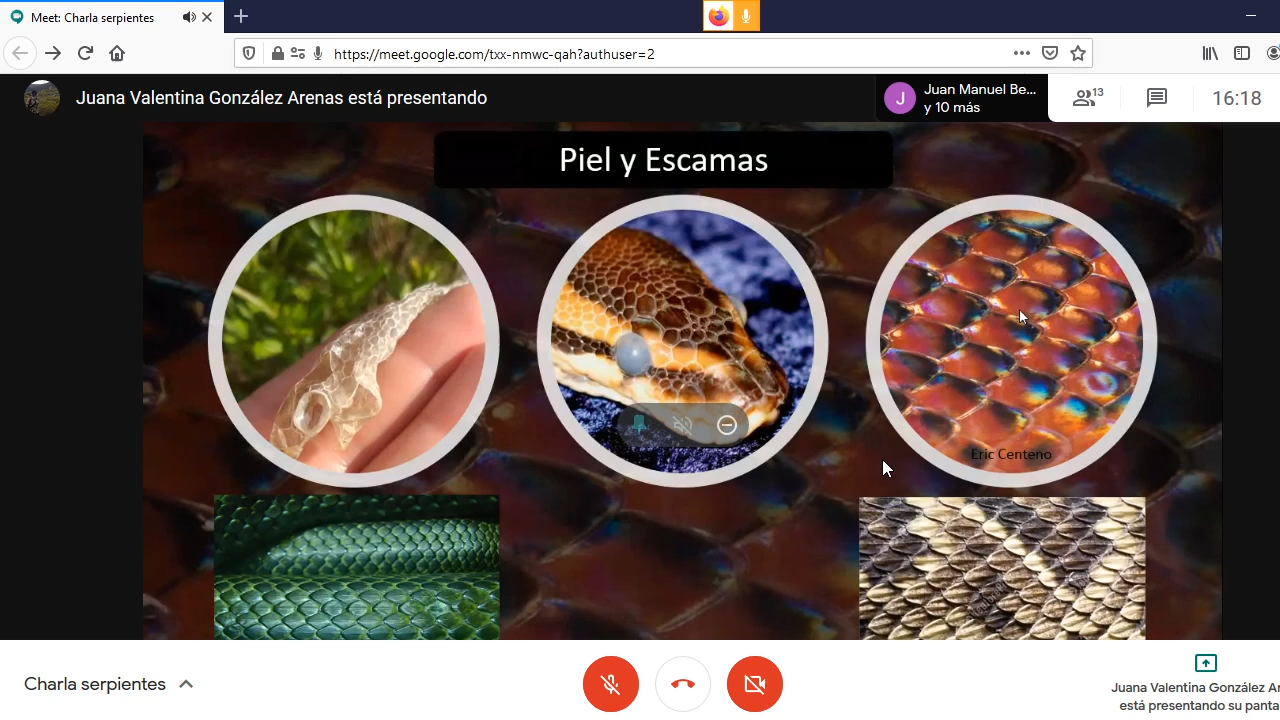 Meet: Charla serpientes
https://meet.google.com/txx-nmwc-qah?authuser=2
Juana Valentina González Arenas está presentando
J
Juan Manuel Be...
y 10 más
13
16:18
Piel y Escamas
Eric Centeno
Charla serpientes
Juana Valentina González Ar
está presentando su panta